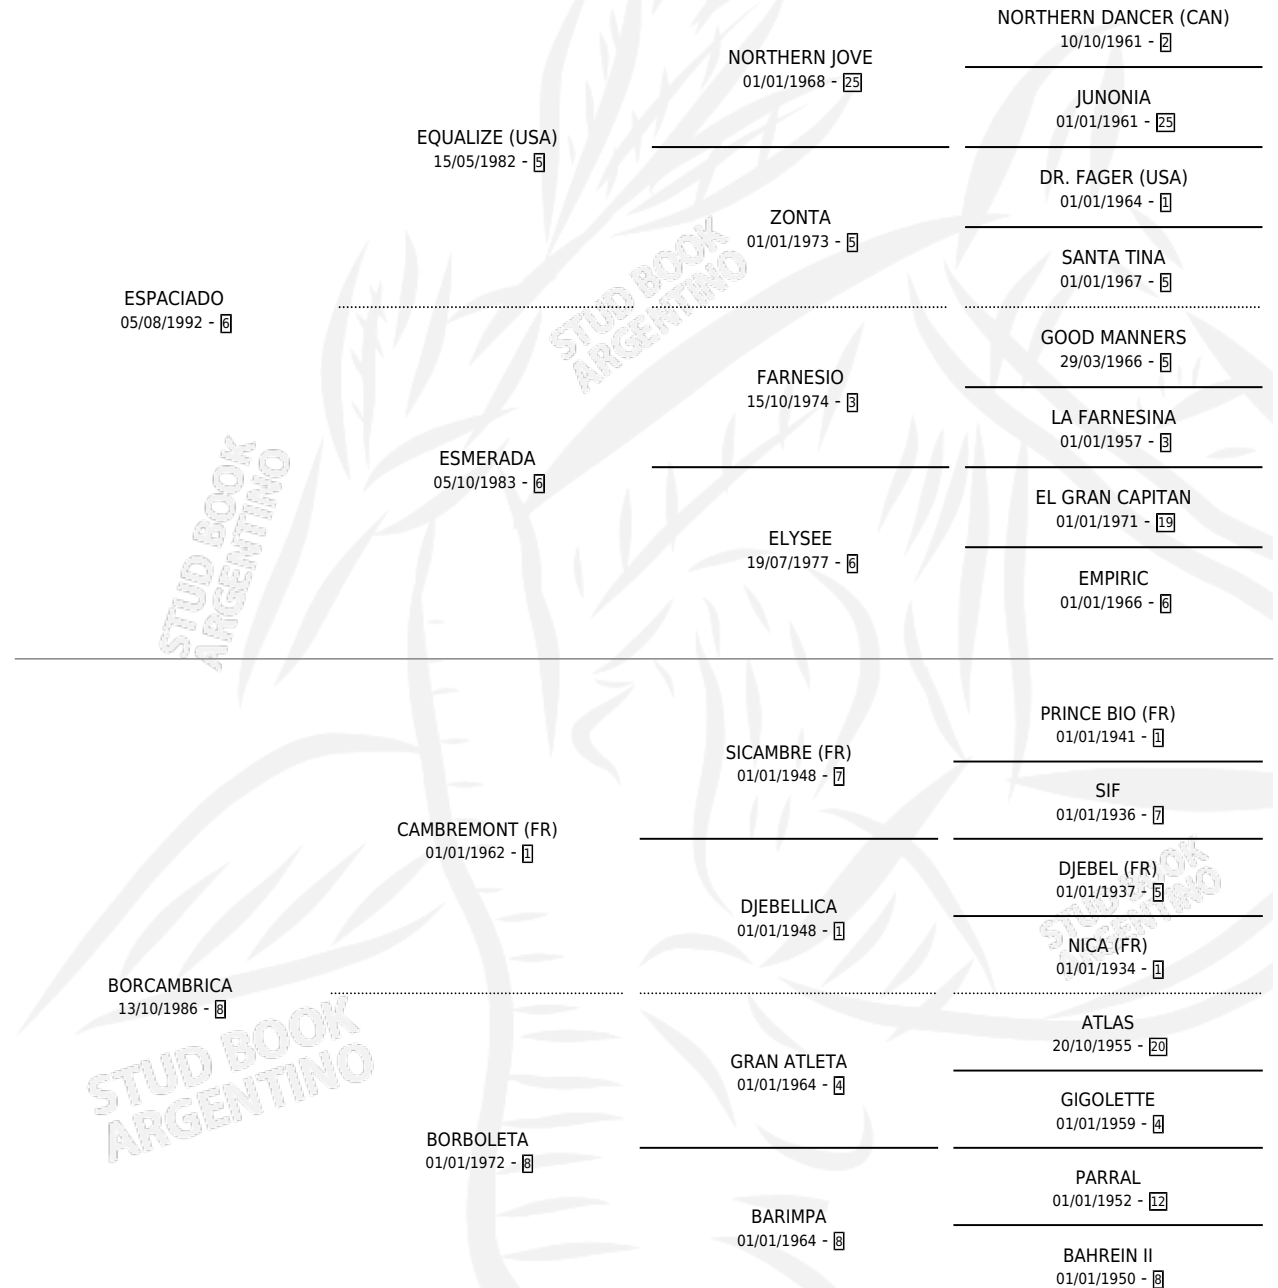 NORTHERN DANCER (CAN)
10/10/1961 - 2
NORTHERN JOVE
01/01/1968 - 25
JUNONIA
01/01/1961 - 25
EQUALIZE (USA)
15/05/1982 - 5
DR. FAGER (USA)
01/01/1964 - 1
ZONTA
01/01/1973 - 5
SANTA TINA
01/01/1967 - 5
ESPACIADO
05/08/1992 - 6
GOOD MANNERS
29/03/1966 - 5
FARNESIO
15/10/1974 - 3
LA FARNESINA
01/01/1957 - 3
ESMERADA
05/10/1983 - 6
EL GRAN CAPITAN
01/01/1971 - 19
ELYSEE
19/07/1977 - 6
EMPIRIC
01/01/1966 - 6
STUD BOOK
ARGENTINO
STUD BOOK
ARGENTINO
PRINCE BIO (FR)
01/01/1941 - 1
SICAMBRE (FR)
01/01/1948 - 7
SIF
01/01/1936 - 7
CAMBREMONT (FR)
01/01/1962 - 1
DJEBEL (FR)
01/01/1937 - 5
DJEBELLICA
01/01/1948 - 1
NICA (FR)
01/01/1934 - 1
BORCAMBRICA
13/10/1986 - 8
ATLAS
20/10/1955 - 20
GRAN ATLETA
01/01/1964 - 4
GIGOLETTE
01/01/1959 - 4
BORBOLETA
01/01/1972 - 8
PARRAL
01/01/1952 - 12
BARIMPA
01/01/1964 - 8
BAHREIN II
01/01/1950 - 8
STUD BOOK
ARGENTINO
STUD BOOK
ARGENTINO